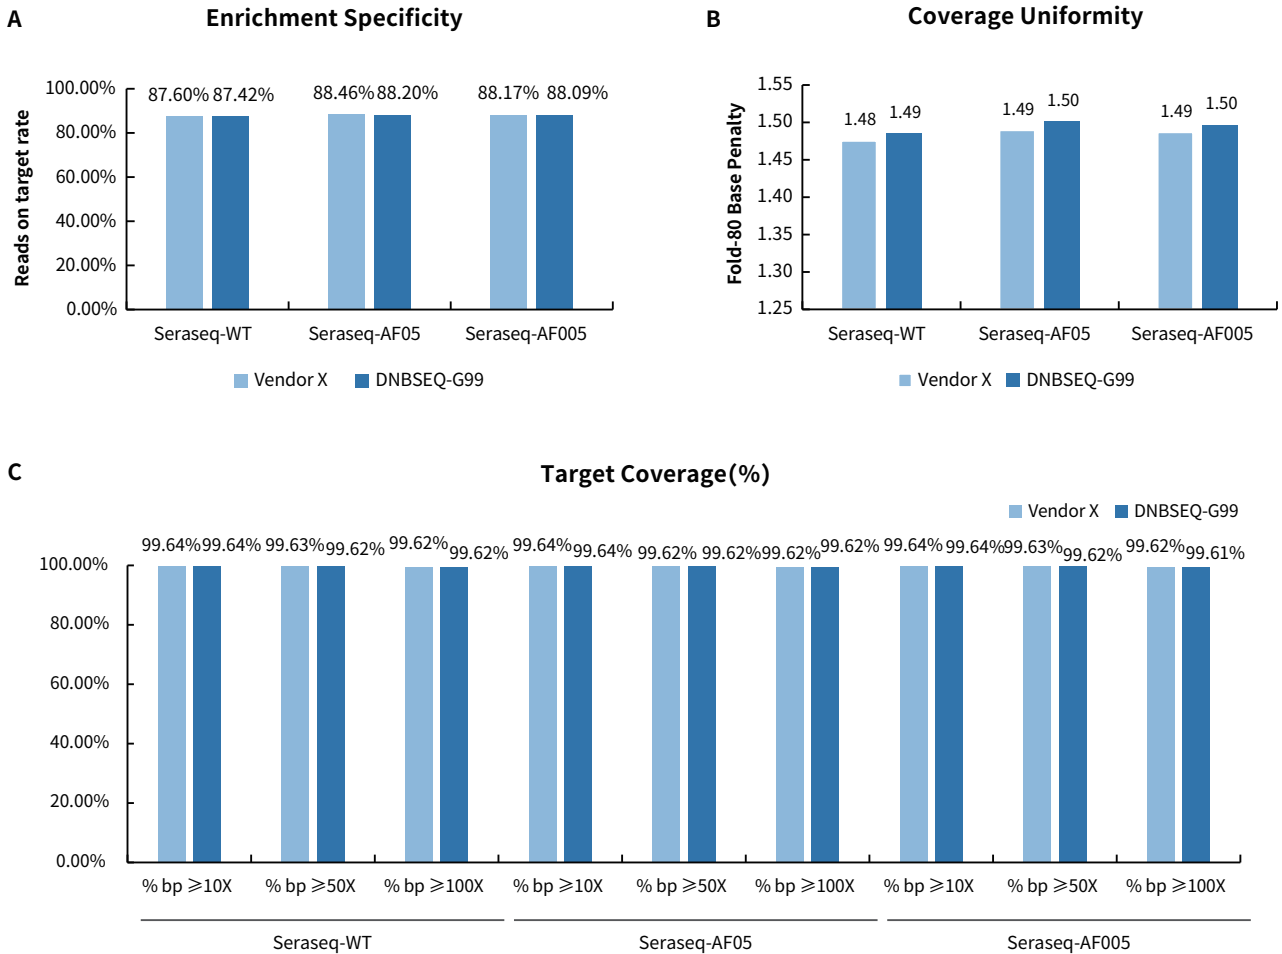 A
Enrichment Specificity
Reads on target rate
100.00%
80.00%
60.00%
40.00%
20.00%
0.00%
87.60% 87.42% 88.46% 88.20% 88.17% 88.09%
Seraseq-WT Seraseq-AF05 Seraseq-AF005
Vendor X DNBSEQ-G99
B
Coverage Uniformity
Fold-80 Base Penalty
1.55
1.50
1.45
1.40
1.35
1.30
1.25
1.48 1.49 1.49 1.50 1.49 1.50
Seraseq-WT Seraseq-AF05 Seraseq-AF005
Vendor X DNBSEQ-G99
C
Target Coverage(%)
Vendor X DNBSEQ-G99
99.64% 99.64% 99.63% 99.62% 99.62% 99.62% 99.64% 99.64% 99.62% 99.62% 99.62% 99.62% 99.64% 99.64% 99.63% 99.62% 99.62% 99.61%
100.00%
80.00%
60.00%
40.00%
20.00%
0.00%
% bp ⩾10X % bp ⩾50X % bp ⩾100X % bp ⩾10X % bp ⩾50X % bp ⩾100X % bp ⩾10X % bp ⩾50X % bp ⩾100X
Seraseq-WT Seraseq-AF05 Seraseq-AF005